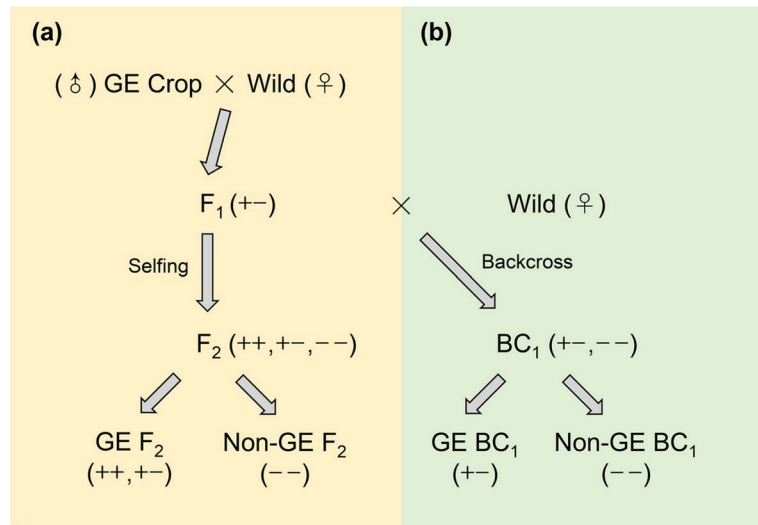 (a)
(♂) GE Crop × Wild (♀)
F₁ (+−)
Selfing
F₂ (++,+−,−−)
GE F₂
(++,+−)
Non-GE F₂
(−−)
(b)
× Wild (♀)
Backcross
BC₁ (+−,−−)
GE BC₁
(+−)
Non-GE BC₁
(−−)